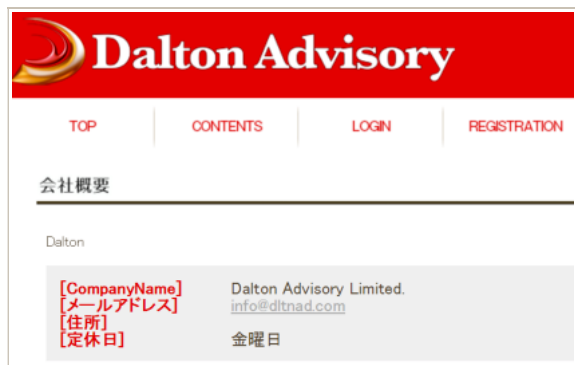 Dalton Advisory
TOP CONTENTS LOGIN REGISTRATION
会社概要
Dalton
[CompanyName] Dalton Advisory Limited.
[メールアドレス] info@dltnad.com
[住所]
[定休日] 金曜日